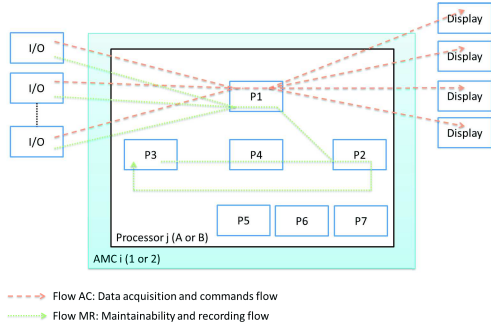 Display
I/O
Display
I/O
P1
Display
I/O
Display
P3
P4
P2
P5
P6
P7
Processor j (A or B)
AMC i (1 or 2)
Flow AC: Data acquisition and commands flow
Flow MR: Maintainability and recording flow